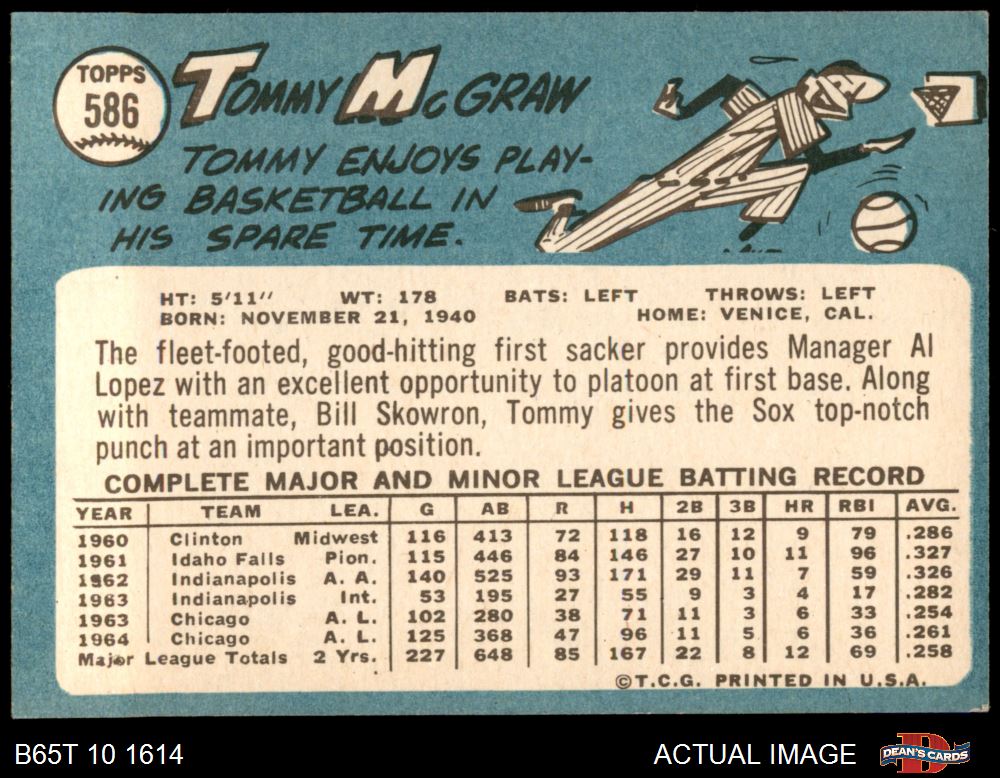 TOPPS
586
TOMMY McGRAW
TOMMY ENJOYS PLAY-
ING BASKETBALL IN
HIS SPARE TIME.
HT: 5'11" WT: 178 BATS: LEFT THROWS: LEFT
BORN: NOVEMBER 21, 1940 HOME: VENICE, CAL.
The fleet-footed, good-hitting first sacker provides Manager Al
Lopez with an excellent opportunity to platoon at first base. Along
with teammate, Bill Skowron, Tommy gives the Sox top-notch
punch at an important position.
COMPLETE MAJOR AND MINOR LEAGUE BATTING RECORD
YEAR TEAM LEA. G AB R H 2B 3B HR RBI AVG.
1960 Clinton Midwest 116 413 72 118 16 12 9 79 .286
1961 Idaho Falls Pion. 115 446 84 146 27 10 11 96 .327
1962 Indianapolis A. A. 140 525 93 171 29 11 7 59 .326
1963 Indianapolis Int. 53 195 27 55 9 3 4 17 .282
1963 Chicago A. L. 102 280 38 71 11 3 6 33 .254
1964 Chicago A. L. 125 368 47 96 11 5 6 36 .261
Major League Totals 2 Yrs. 227 648 85 167 22 8 12 69 .258
©T.C.G. PRINTED IN U.S.A.
B65T 10 1614 ACTUAL IMAGE DEAN'S CARDS